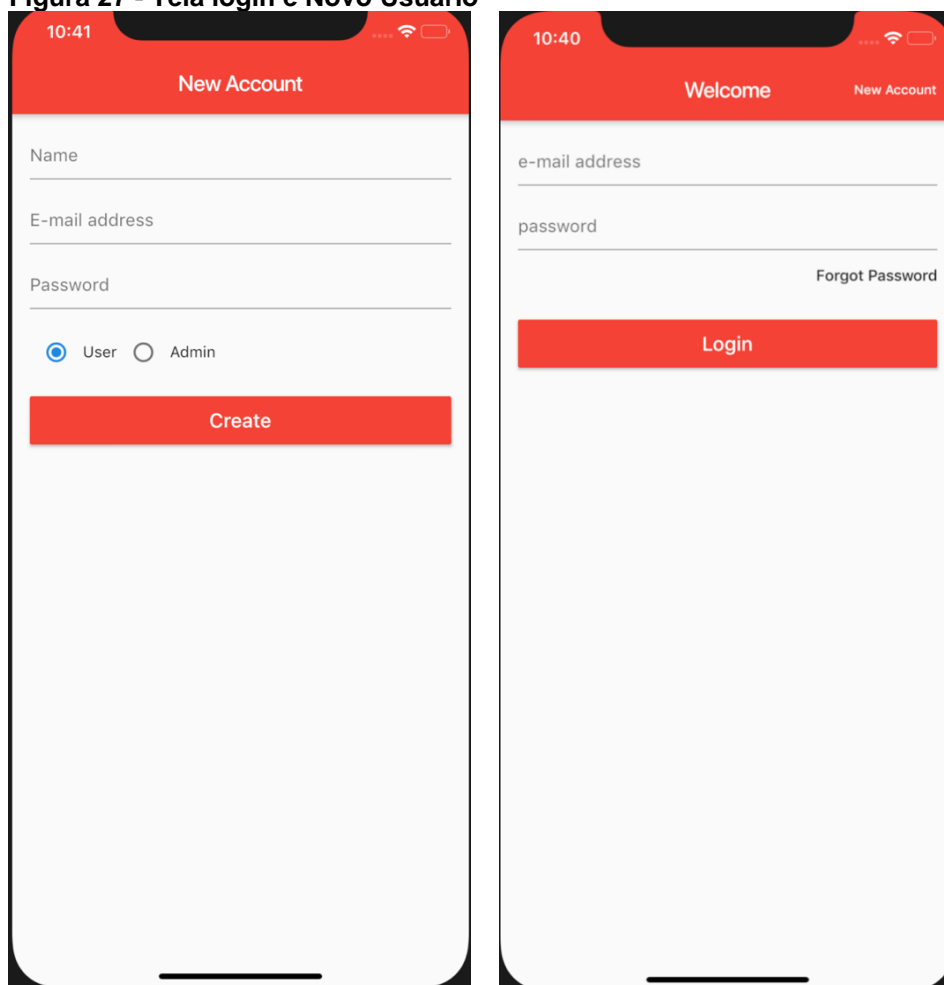 Figura 27 - Tela login e Novo Usuário
10:41
New Account
Name
E-mail address
Password
User Admin
Create
10:40
Welcome New Account
e-mail address
password
Forgot Password
Login